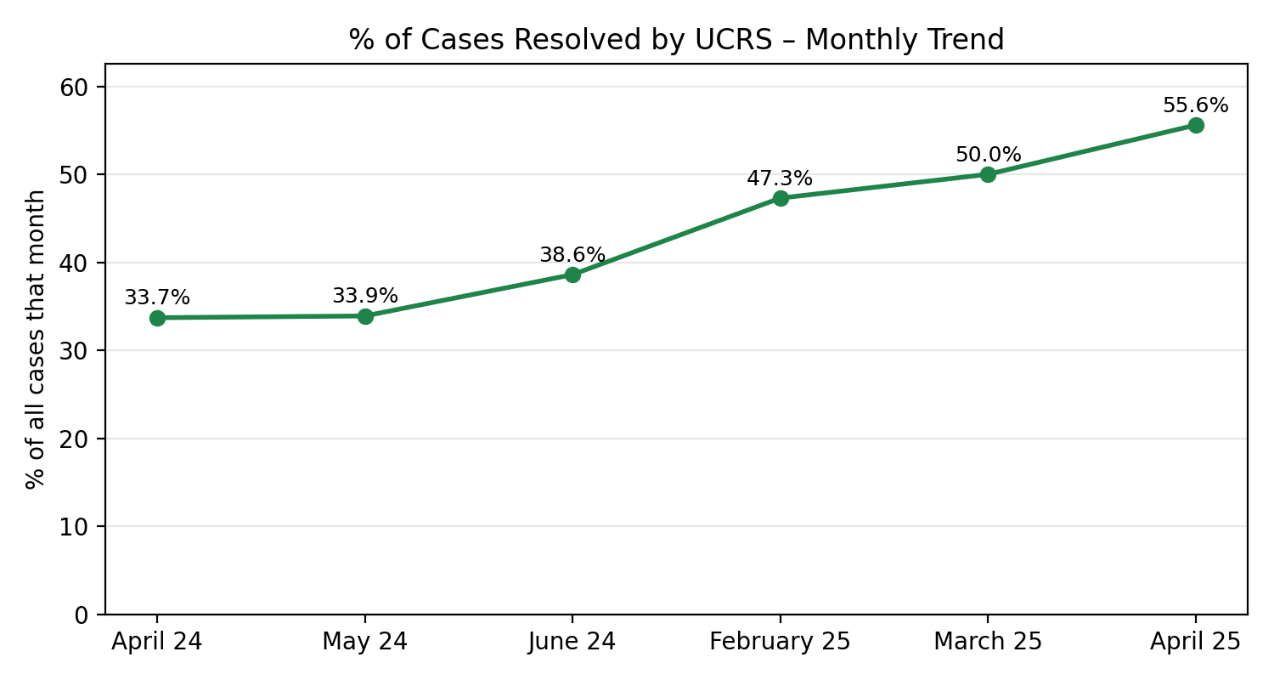 % of Cases Resolved by UCRS – Monthly Trend
% of all cases that month
60
50
40
30
20
10
0
33.7%
33.9%
38.6%
47.3%
50.0%
55.6%
April 24
May 24
June 24
February 25
March 25
April 25